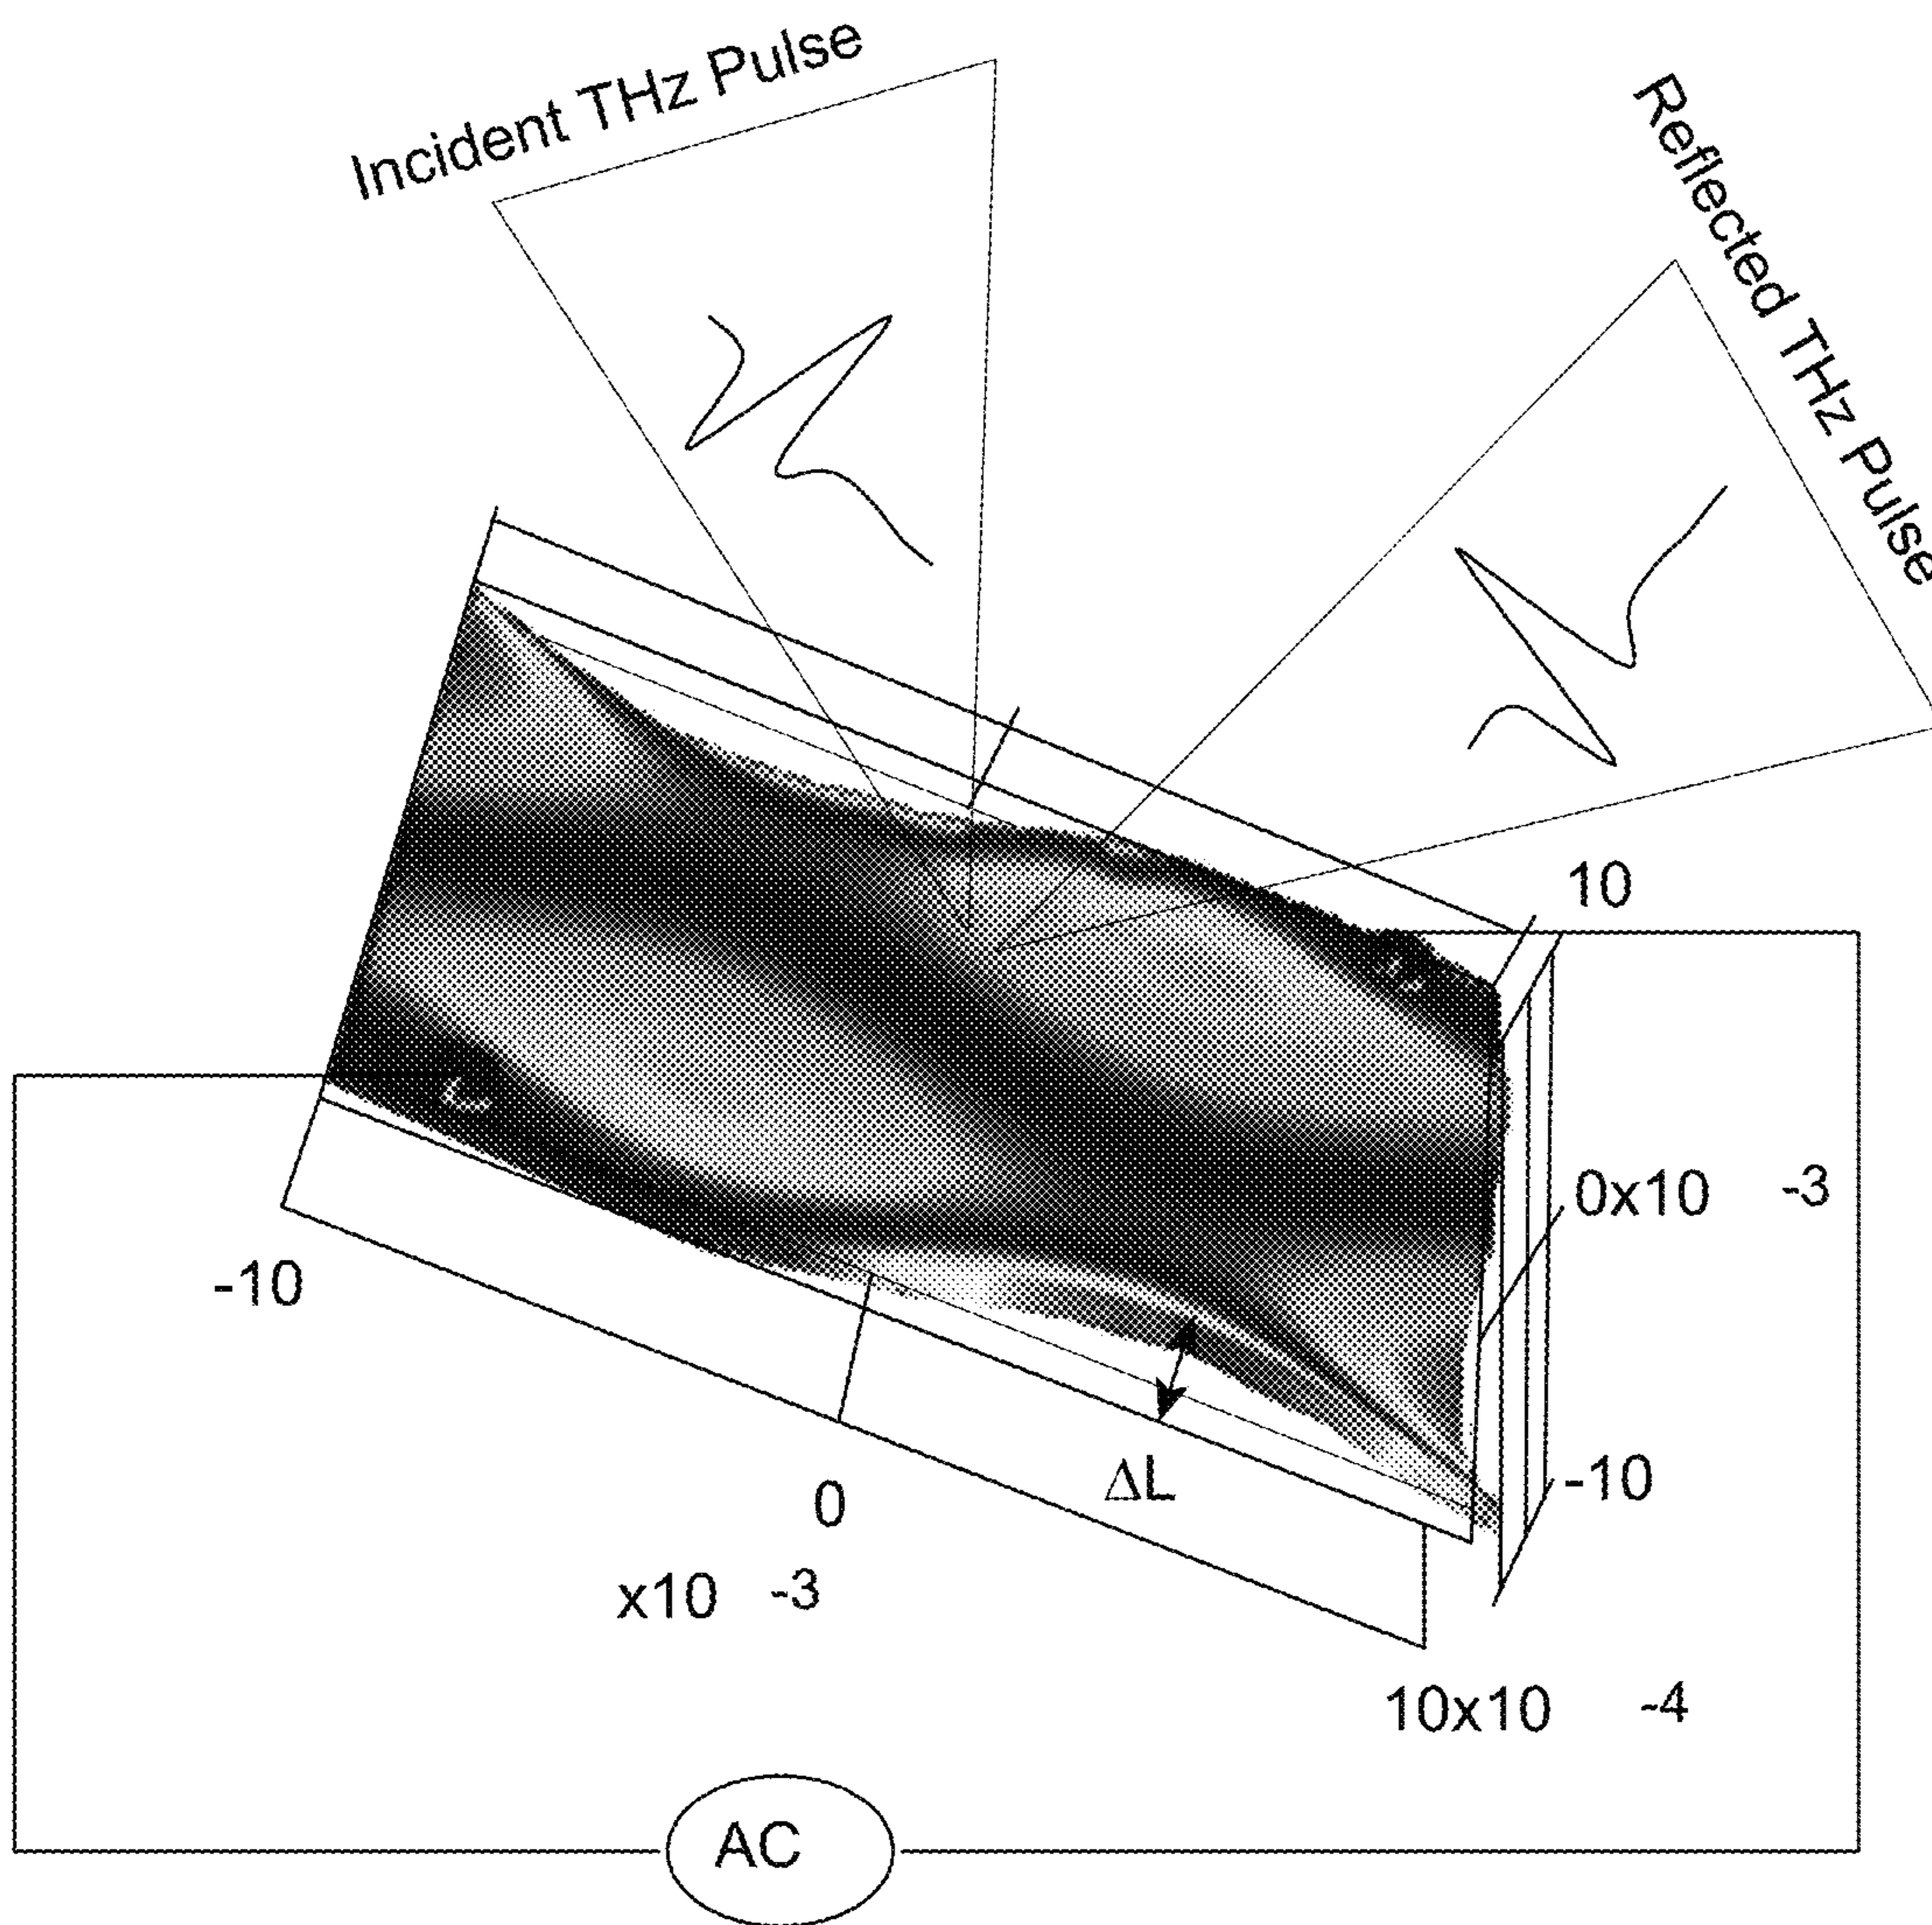 Incident THz Pulse
Reflected THz Pulse
10
0x10 -3
-10
-10
ΔL
0
x10 -3
10x10 -4
AC